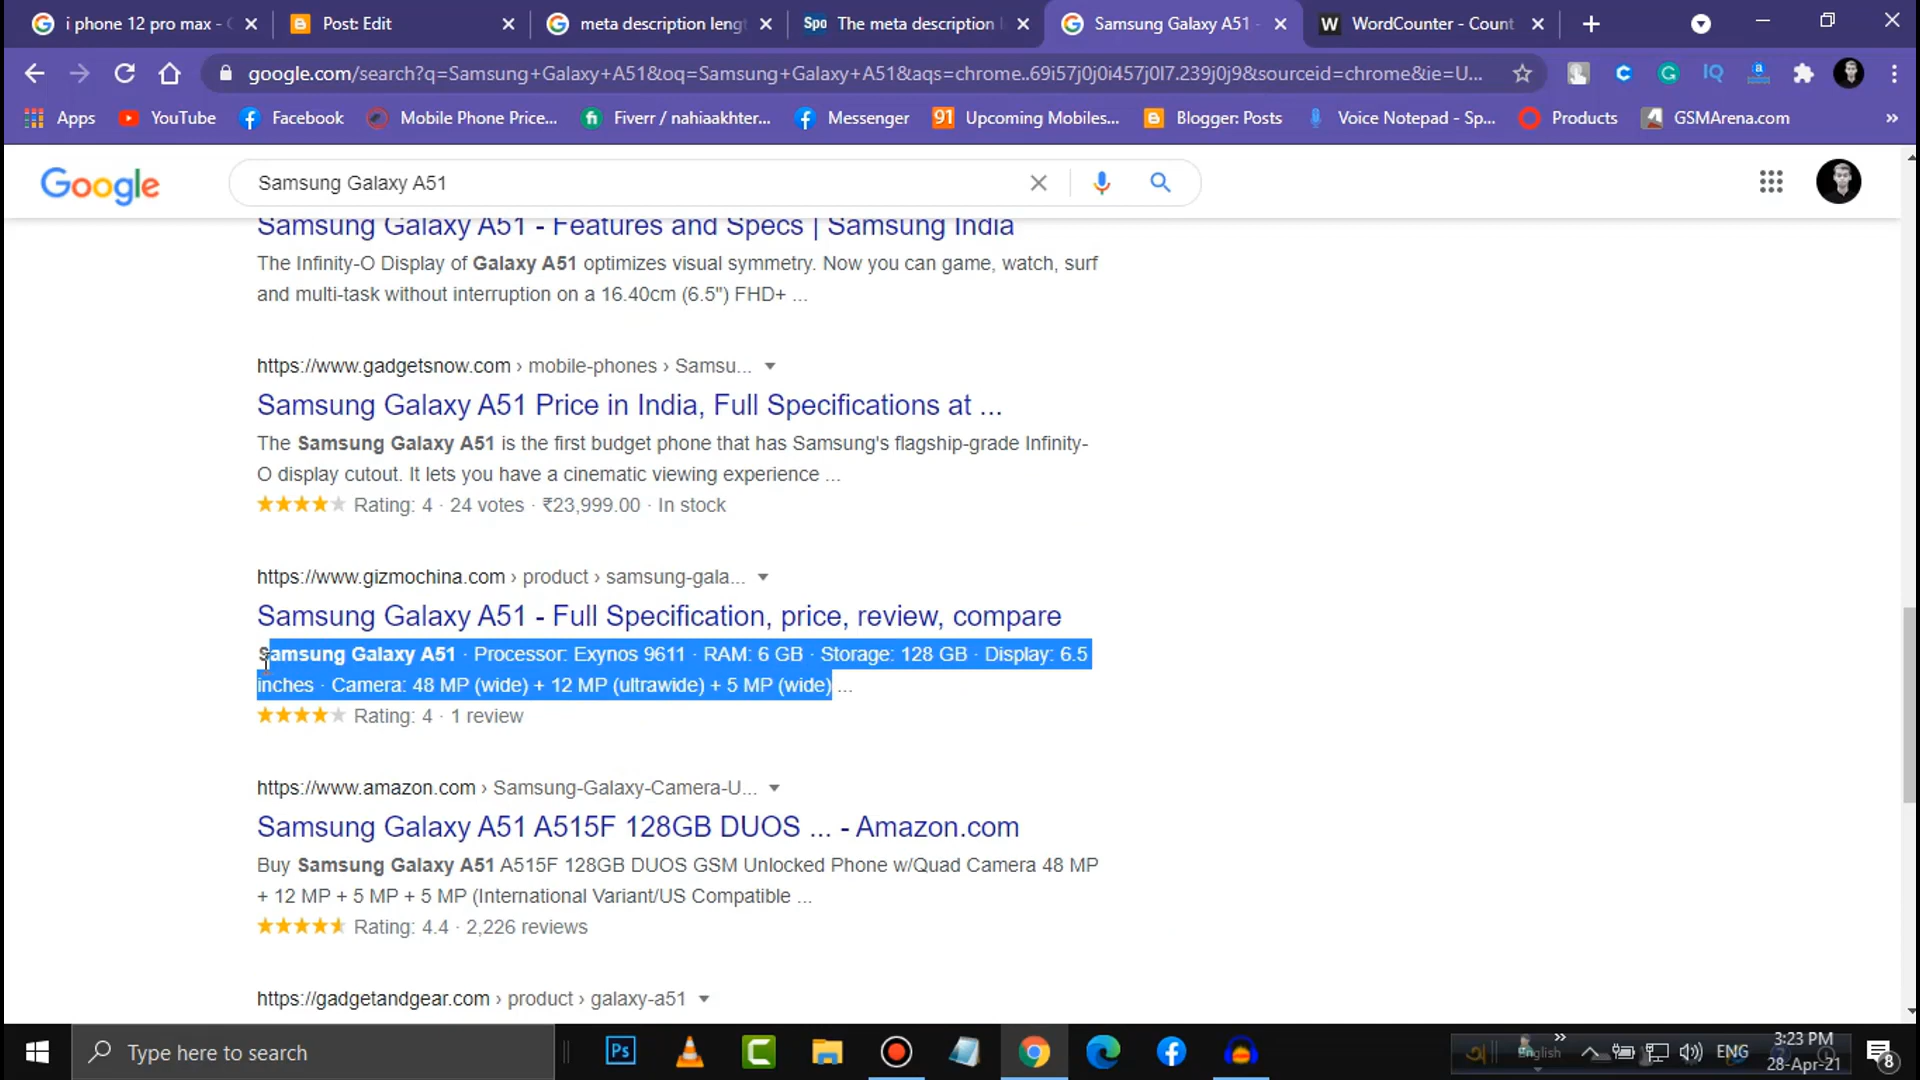 i phone 12 pro max -
Post: Edit
meta description lengt
Spo
The meta description l
Samsung Galaxy A51 -
W
WordCounter - Count
google.com/search?q=Samsung+Galaxy+A51&oq=Samsung+Galaxy+A51&aqs=chrome..69i57j0j0i457j0l7.239j0j9&sourceid=chrome&ie=U...
Apps
YouTube
Facebook
Mobile Phone Price...
Fiverr / nahiaakhter...
Messenger
91
Upcoming Mobiles...
Blogger: Posts
Voice Notepad - Sp...
Products
GSMArena.com
»
Google
Samsung Galaxy A51
Samsung Galaxy A51 - Features and Specs | Samsung India
The Infinity-O Display of Galaxy A51 optimizes visual symmetry. Now you can game, watch, surf
and multi-task without interruption on a 16.40cm (6.5") FHD+ ...
https://www.gadgetsnow.com › mobile-phones › Samsu...
Samsung Galaxy A51 Price in India, Full Specifications at ...
The Samsung Galaxy A51 is the first budget phone that has Samsung's flagship-grade Infinity-
O display cutout. It lets you have a cinematic viewing experience ...
Rating: 4 · 24 votes · ₹23,999.00 · In stock
https://www.gizmochina.com › product › samsung-gala...
Samsung Galaxy A51 - Full Specification, price, review, compare
Samsung Galaxy A51 · Processor: Exynos 9611 · RAM: 6 GB · Storage: 128 GB · Display: 6.5
inches · Camera: 48 MP (wide) + 12 MP (ultrawide) + 5 MP (wide) ...
Rating: 4 · 1 review
https://www.amazon.com › Samsung-Galaxy-Camera-U...
Samsung Galaxy A51 A515F 128GB DUOS ... - Amazon.com
Buy Samsung Galaxy A51 A515F 128GB DUOS GSM Unlocked Phone w/Quad Camera 48 MP
+ 12 MP + 5 MP + 5 MP (International Variant/US Compatible ...
Rating: 4.4 · 2,226 reviews
https://gadgetandgear.com › product › galaxy-a51
Type here to search
Ps
English
ENG
3:23 PM
28-Apr-21
8